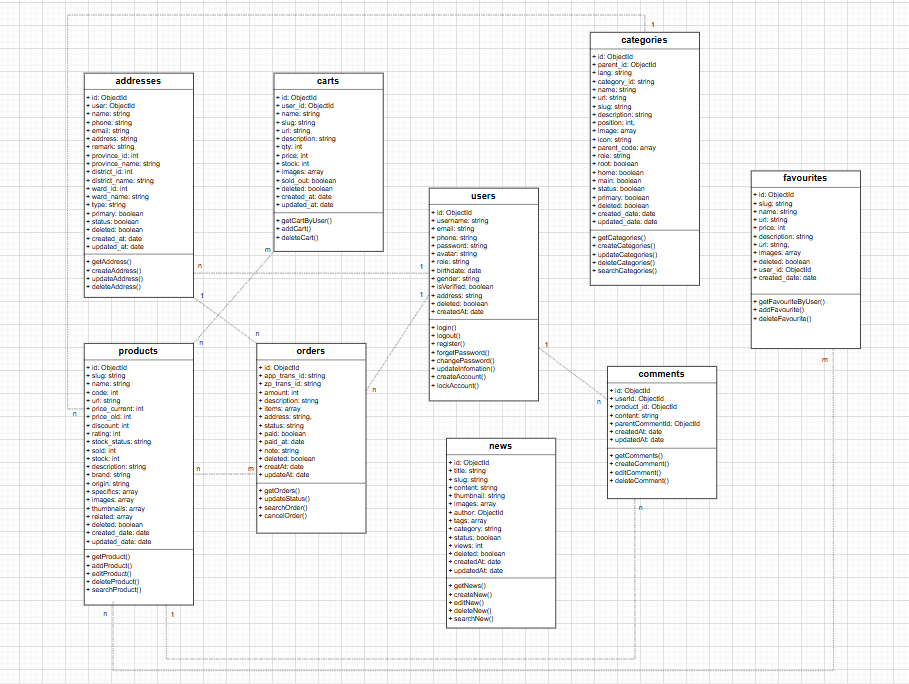 1
categories
+ id: ObjectId
+ parent_id: ObjectId
+ lang: string
+ category_id: string
+ name: string
+ url: string
+ slug: string
+ description: string
+ position: int,
+ image: array
+ icon: string
+ parent_code: array
+ role: string
+ root: boolean
+ home: boolean
+ main: boolean
+ status: boolean
+ primary: boolean
+ deleted: boolean
+ created_date: date
+ updated_date: date
+ getCategories()
+ createCategories()
+ updateCategories()
+ deleteCategories()
+ searchCategories()
addresses
+ id: ObjectId
+ user: ObjectId
+ name: string
+ phone: string
+ email: string
+ address: string
+ remark: string
+ province_id: int
+ province_name: string
+ district_id: int
+ district_name: string
+ ward_id: int
+ ward_name: string
+ type: string
+ primary: boolean
+ status: boolean
+ deleted: boolean
+ created_at: date
+ updated_at: date
+ getAddress()
+ createAddress()
+ updateAddress()
+ deleteAddress()
carts
+ id: ObjectId
+ user_id: ObjectId
+ name: string
+ slug: string
+ url: string
+ description: string
+ qty: int
+ price: int
+ stock: int
+ images: array
+ sold_out: boolean
+ deleted: boolean
+ created_at: date
+ updated_at: date
+ getCartByUser()
+ addCart()
+ deleteCart()
m
n
1
1
1
n
n
n
users
+ id: ObjectId
+ username: string
+ email: string
+ phone: string
+ password: string
+ avatar: string
+ role: string
+ birthdate: date
+ gender: string
+ isVerified: boolean
+ address: string
+ deleted: boolean
+ createdAt: date
+ login()
+ logout()
+ register()
+ forgetPassword()
+ changePassword()
+ updateInfomation()
+ createAccount()
+ lockAccount()
favourites
+ id: ObjectId
+ slug: string
+ name: string
+ url: string
+ price: int
+ description: string
+ url: string,
+ images: array
+ deleted: boolean
+ user_id: ObjectId
+ created_date: date
+ getFavouriteByUser()
+ addFavourite()
+ deleteFavourite()
m
1
n
products
+ id: ObjectId
+ slug: string
+ name: string
+ code: int
+ url: string
+ price_current: int
+ price_old: int
+ discount: int
+ rating: int
+ stock_status: string
+ sold: int
+ stock: int
+ description: string
+ brand: string
+ origin: string
+ specifics: array
+ images: array
+ thumbnails: array
+ related: array
+ deleted: boolean
+ created_date: date
+ updated_date: date
+ getProduct()
+ addProduct()
+ editProduct()
+ deleteProduct()
+ searchProduct()
n
n
m
n
1
orders
+ id: ObjectId
+ app_trans_id: string
+ zp_trans_id: string
+ amount: int
+ description: string
+ items: array
+ address: string,
+ status: string
+ paid: boolean
+ paid_at: date
+ note: string
+ deleted: boolean
+ creatAt: date
+ updateAt: date
+ getOrders()
+ updateStatus()
+ searchOrder()
+ cancelOrder()
comments
+ id: ObjectId
+ userId: ObjectId
+ product_id: ObjectId
+ content: string
+ parentCommentId: ObjectId
+ createdAt: date
+ updatedAt: date
+ getComments()
+ createComment()
+ editComment()
+ deleteComment()
n
news
+ id: ObjectId
+ title: string
+ slug: string
+ content: string
+ thumbnail: string
+ images: array
+ author: ObjectId
+ tags: array
+ category: string
+ status: boolean
+ views: int
+ deleted: boolean
+ createdAt: date
+ updatedAt: date
+ getNews()
+ createNew()
+ editNew()
+ deleteNew()
+ searchNew()